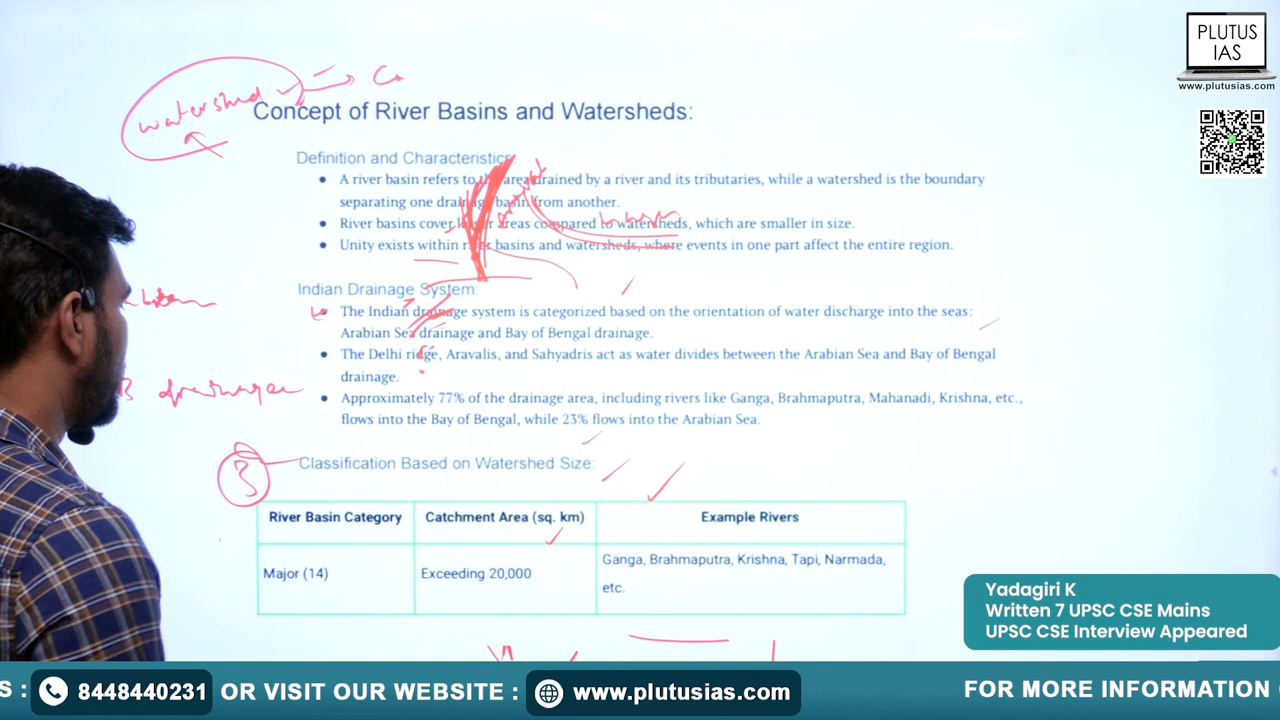 PLUTUS
IAS
www.plutusias.com
watershed
Concept of River Basins and Watersheds:
Definition and Characteristics
A river basin refers to the area drained by a river and its tributaries, while a watershed is the boundary
separating one drainage basin from another.
River basins cover larger areas compared to watersheds, which are smaller in size.
Unity exists within river basins and watersheds, where events in one part affect the entire region.
Indian Drainage System:
The Indian drainage system is categorized based on the orientation of water discharge into the seas:
Arabian Sea drainage and Bay of Bengal drainage.
The Delhi ridge, Aravalis, and Sahyadris act as water divides between the Arabian Sea and Bay of Bengal
drainage.
Approximately 77% of the drainage area, including rivers like Ganga, Brahmaputra, Mahanadi, Krishna, etc.,
flows into the Bay of Bengal, while 23% flows into the Arabian Sea.
3
Classification Based on Watershed Size:
River Basin Category Catchment Area (sq. km) Example Rivers
Major (14) Exceeding 20,000 Ganga, Brahmaputra, Krishna, Tapi, Narmada,
etc.
Yadagiri K
Written 7 UPSC CSE Mains
UPSC CSE Interview Appeared
S : 8448440231 OR VISIT OUR WEBSITE : www.plutusias.com FOR MORE INFORMATION